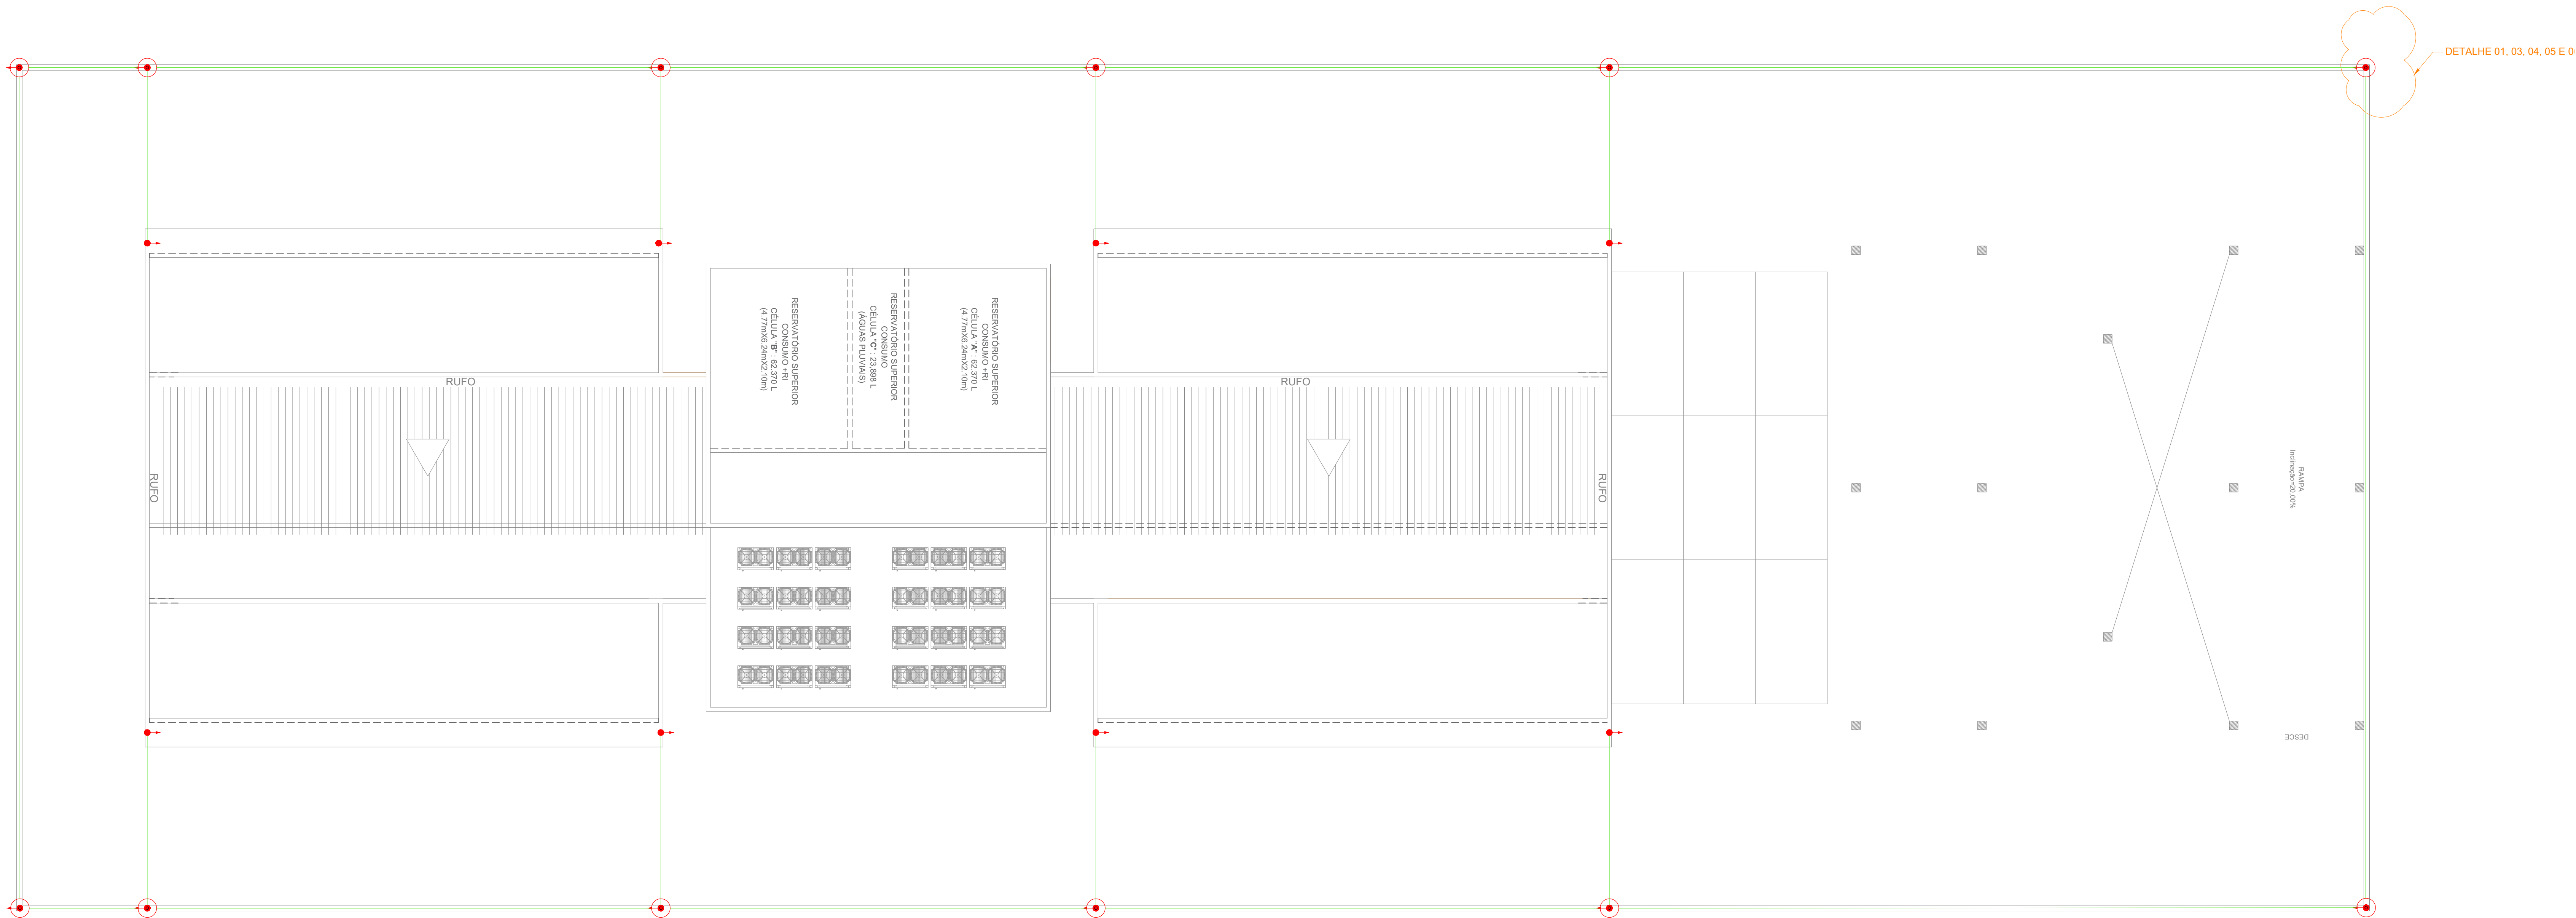 DETALHE 01, 03, 04, 05 E 0
RESERVATÓRIO SUPERIOR
CONSUMO +RI
CÉLULA "B" : 62.370 L
(4.77mX6.24mX2.10m)
RESERVATÓRIO SUPERIOR
CONSUMO
CÉLULA "C" : 23.898 L
(ÁGUAS PLUVIAIS)
RESERVATÓRIO SUPERIOR
CONSUMO +RI
CÉLULA "A" : 62.370 L
(4.77mX6.24mX2.10m)
RUFO
RUFO
RUFO
RUFO
RAMPA
Inclinação=20.00%
DESCE